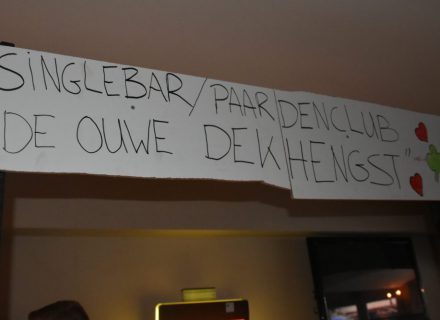 SINGLEBAR/PAARDENCLUB
DE OUWE DEKHENGST"